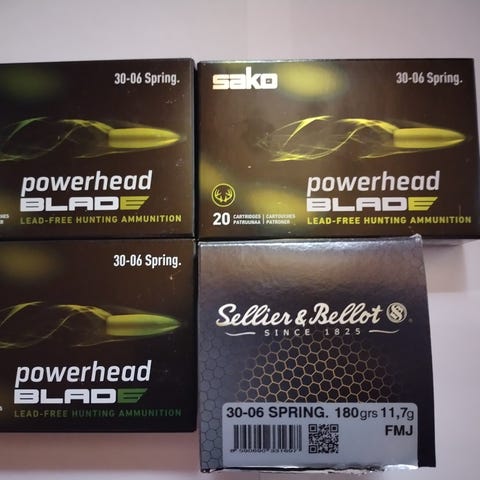 30-06 Spring.
powerhead
BLADE
LEAD-FREE HUNTING AMMUNITION
sako
30-06 Spring.
powerhead
BLADE
LEAD-FREE HUNTING AMMUNITION
20 CARTRIDGES | CARTOUCHES
PATRUUNAA | PATRONER
30-06 Spring.
powerhead
BLADE
LEAD-FREE HUNTING AMMUNITION
Sellier & Bellot
SINCE 1825
30-06 SPRING. 180grs 11,7g
FMJ